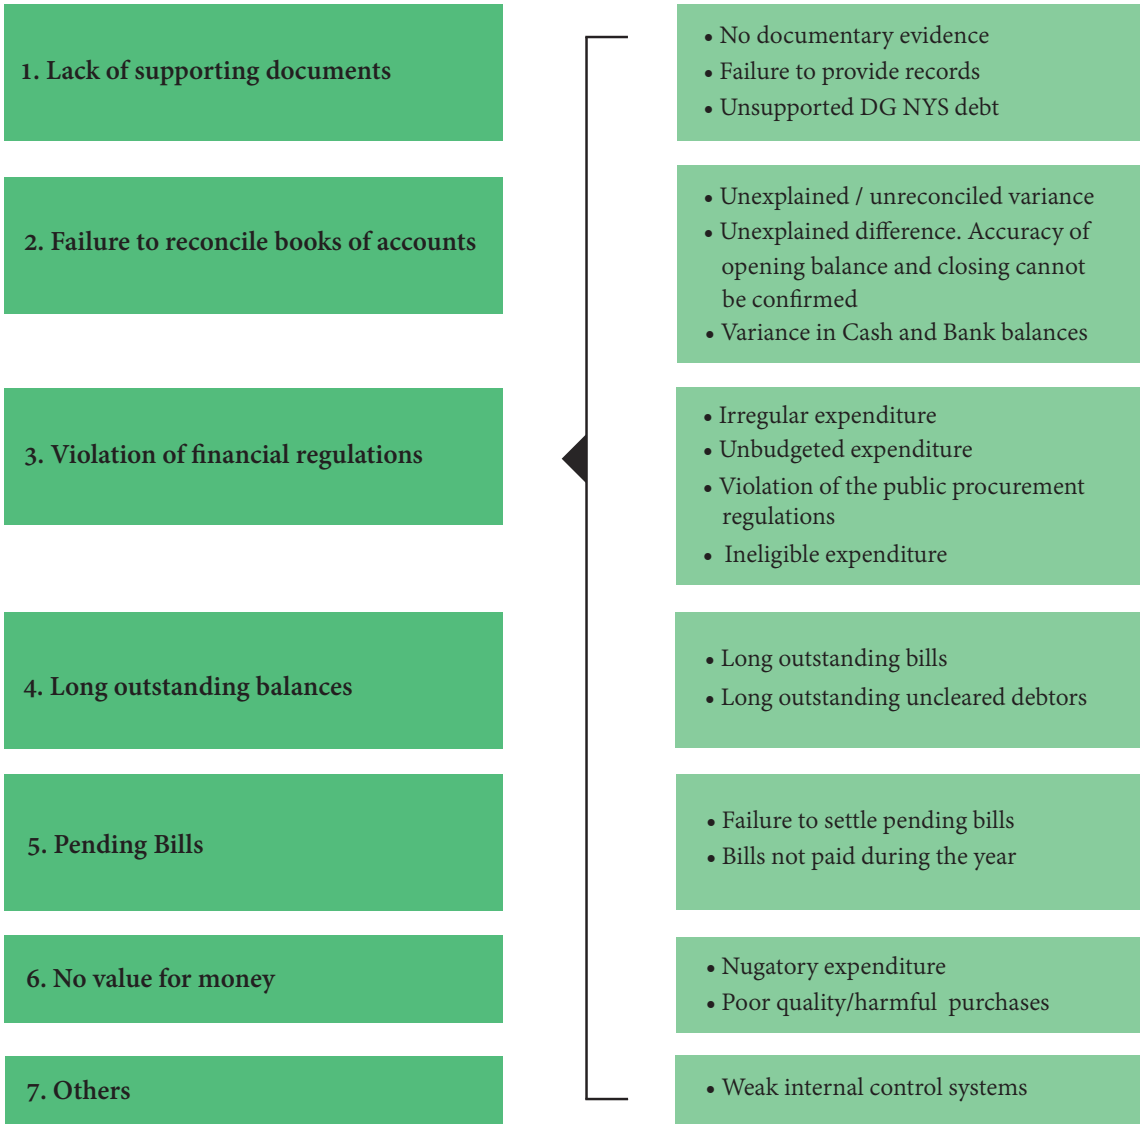 1. Lack of supporting documents
• No documentary evidence
• Failure to provide records
• Unsupported DG NYS debt
2. Failure to reconcile books of accounts
• Unexplained / unreconciled variance
• Unexplained difference. Accuracy of
opening balance and closing cannot
be confirmed
• Variance in Cash and Bank balances
3. Violation of financial regulations
• Irregular expenditure
• Unbudgeted expenditure
• Violation of the public procurement
regulations
• Ineligible expenditure
4. Long outstanding balances
• Long outstanding bills
• Long outstanding uncleared debtors
5. Pending Bills
• Failure to settle pending bills
• Bills not paid during the year
6. No value for money
• Nugatory expenditure
• Poor quality/harmful purchases
7. Others
• Weak internal control systems